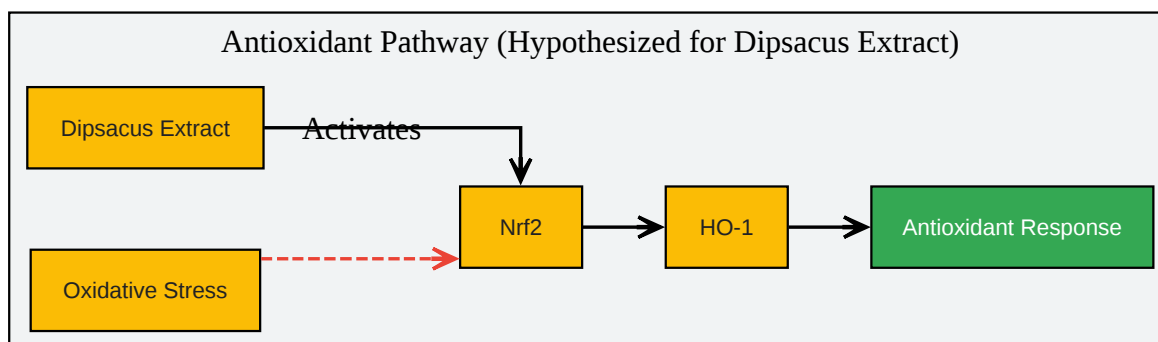 Antioxidant Pathway (Hypothesized for Dipsacus Extract)
Dipsacus Extract
Activates
Nrf2
HO-1
Antioxidant Response
Oxidative Stress